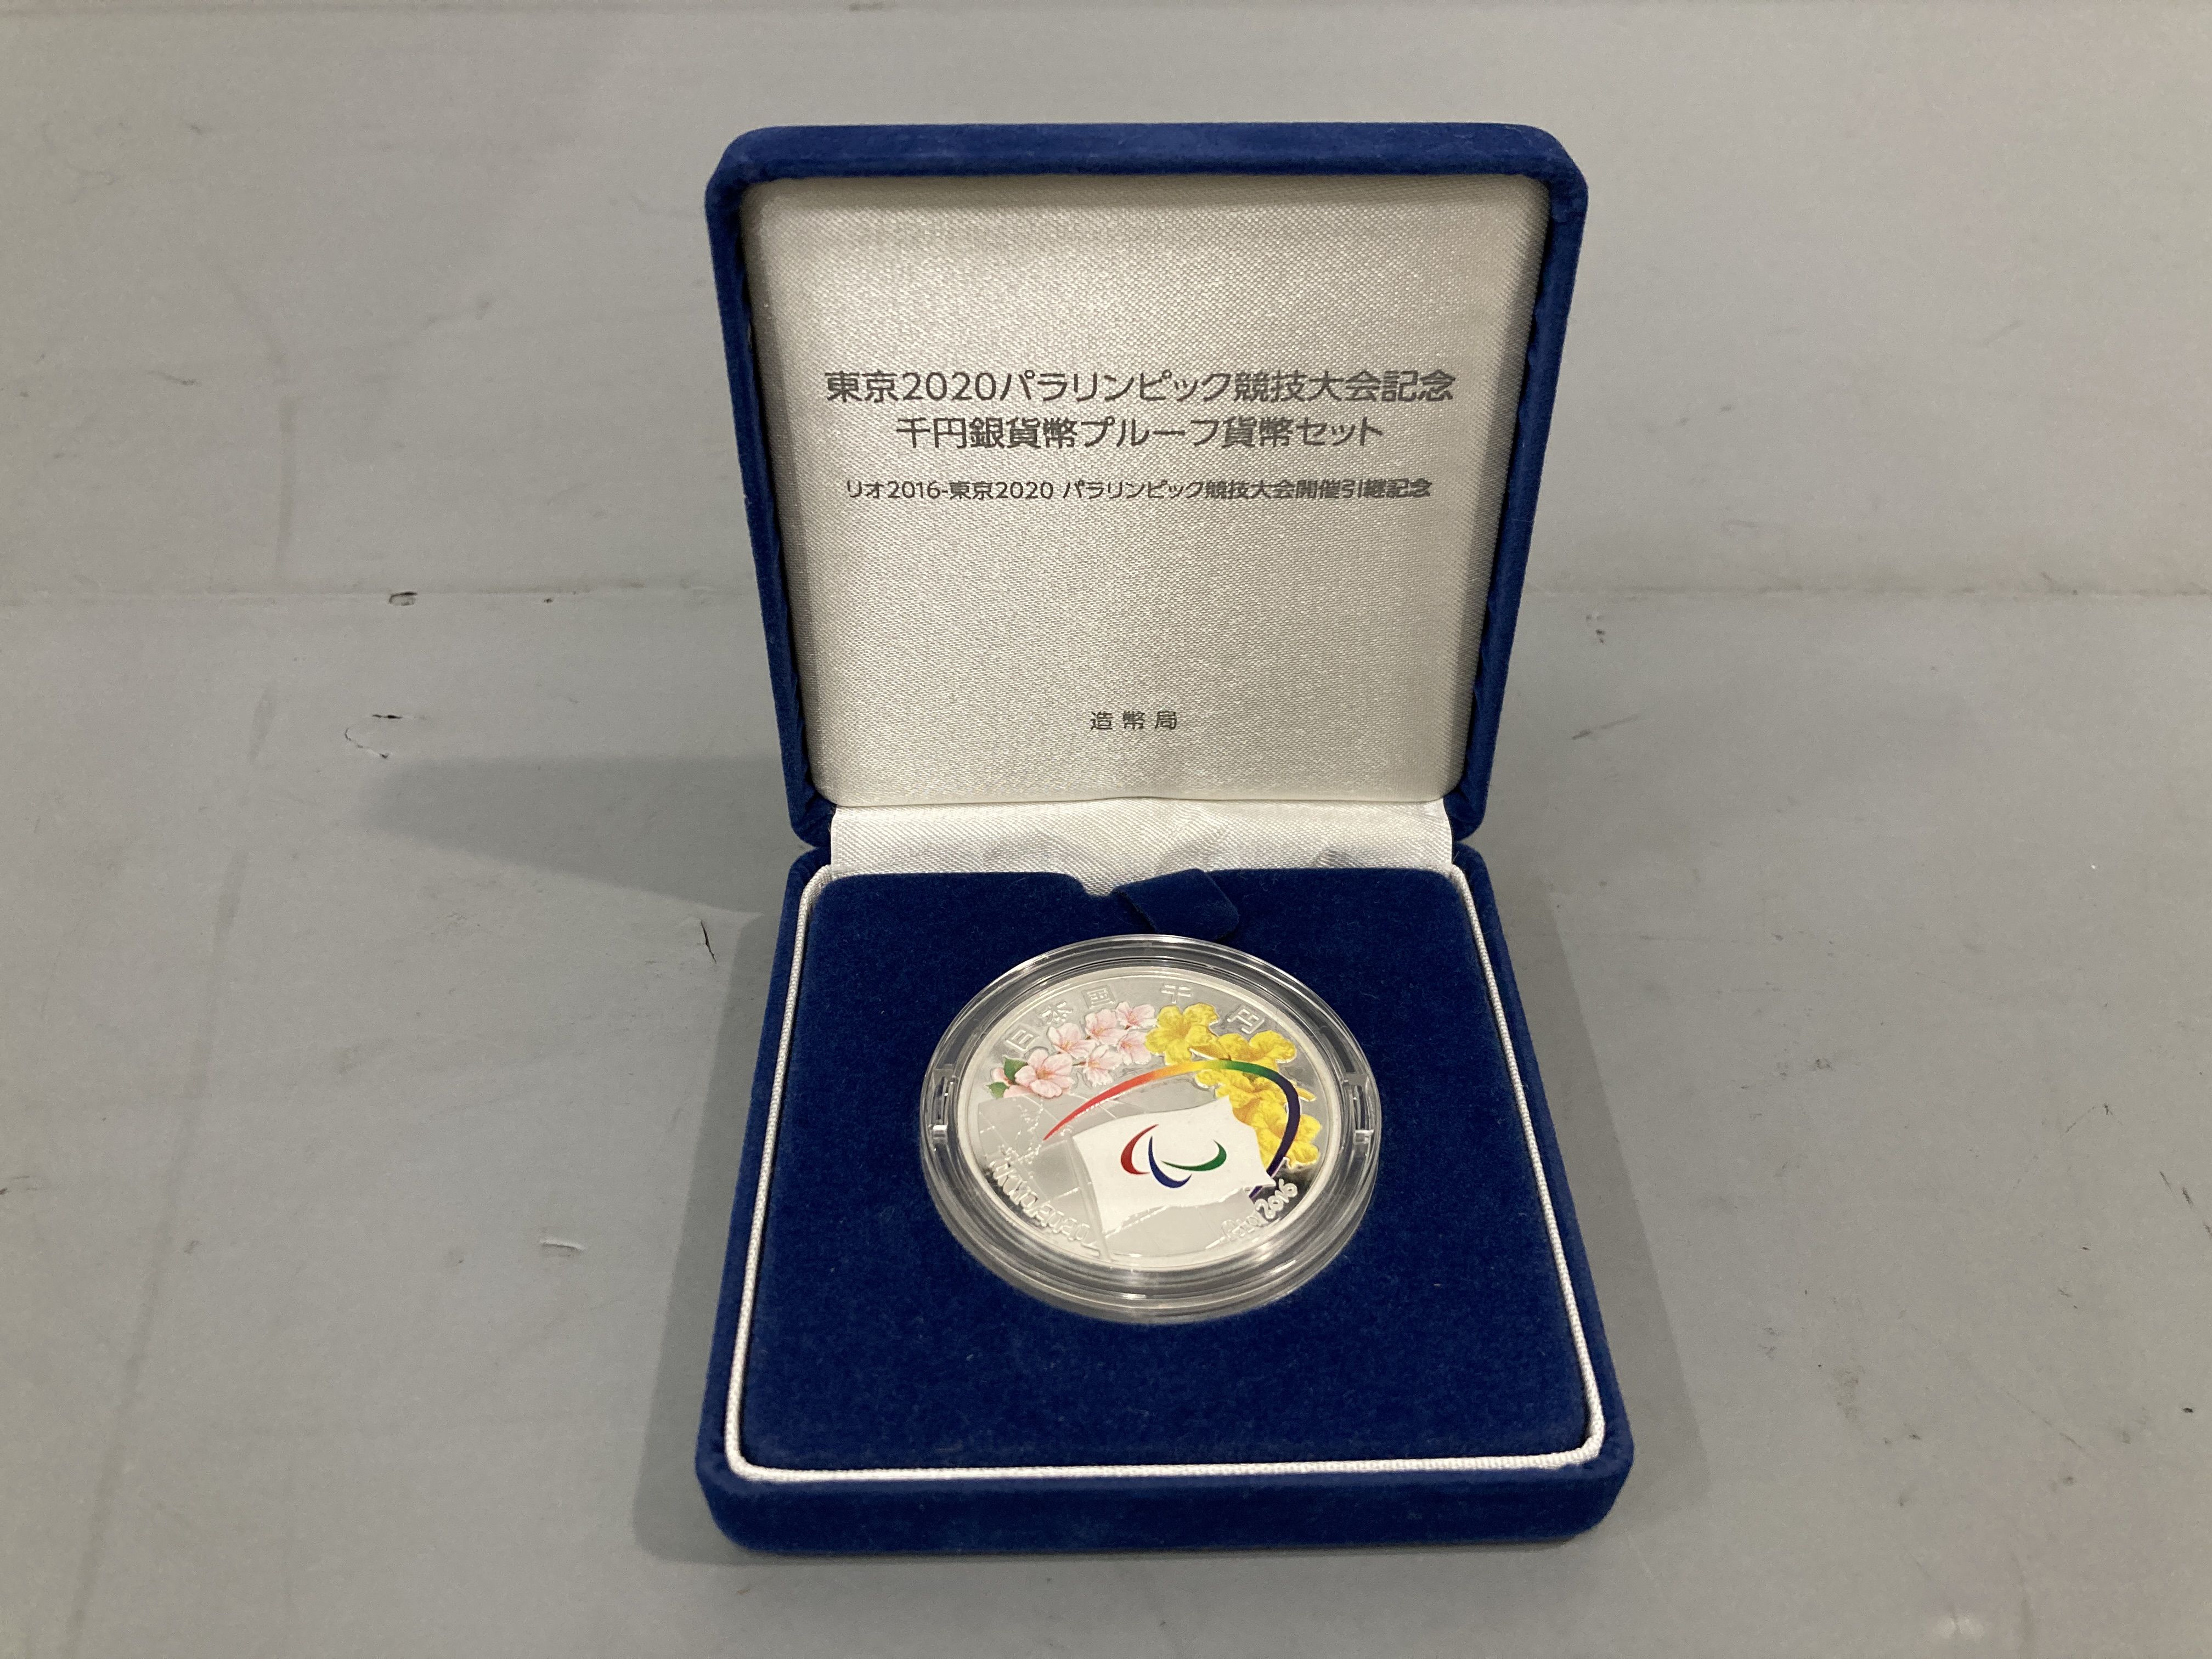 東京2020パラリンピック競技大会記念
千円銀貨幣プルーフ貨幣セット
リオ2016-東京2020 パラリンピック競技大会開催引継記念
造幣局
日本国 千円
TOKYO 2020
Rio 2016